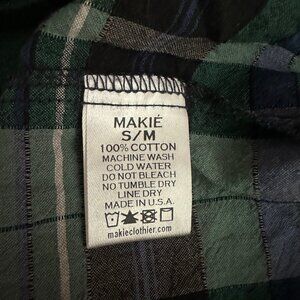 MAKIÉ
S/M
100% COTTON
MACHINE WASH
COLD WATER
DO NOT BLEACH
NO TUMBLE DRY
LINE DRY
MADE IN U.S.A.
makieclothier.com